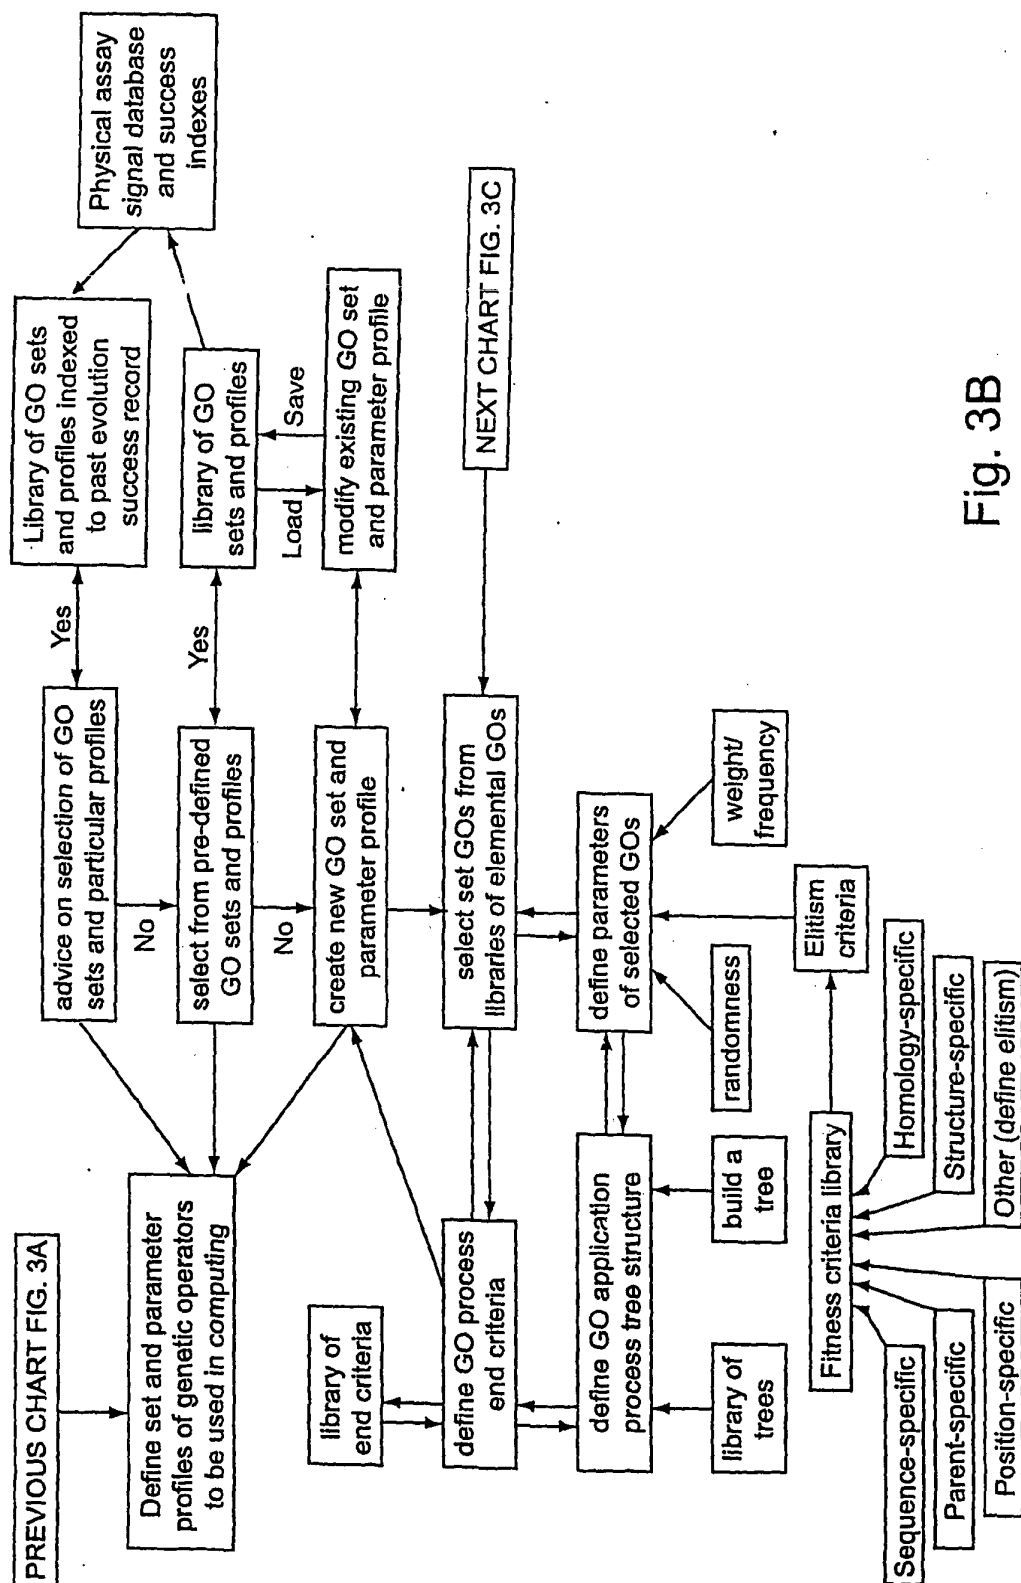 PREVIOUS CHART FIG. 3A
Define set and parameter
profiles of genetic operators
to be used in computing
advice on selection of GO
sets and particular profiles
Yes
Library of GO sets
and profiles indexed
to past evolution
success record
Physical assay
signal database
and success
indexes
No
select from pre-defined
GO sets and profiles
Yes
library of GO
sets and profiles
No
Load
Save
create new GO set and
parameter profile
modify existing GO set
and parameter profile
library of
end criteria
define GO process
end criteria
select set GOs from
libraries of elemental GOs
NEXT CHART FIG. 3C
define GO application
process tree structure
define parameters
of selected GOs
library of
trees
build a
tree
randomness
weight/
frequency
Elitism
criteria
Fitness criteria library
Sequence-specific
Homology-specific
Parent-specific
Structure-specific
Position-specific
Other (define elitism)
Fig. 3B